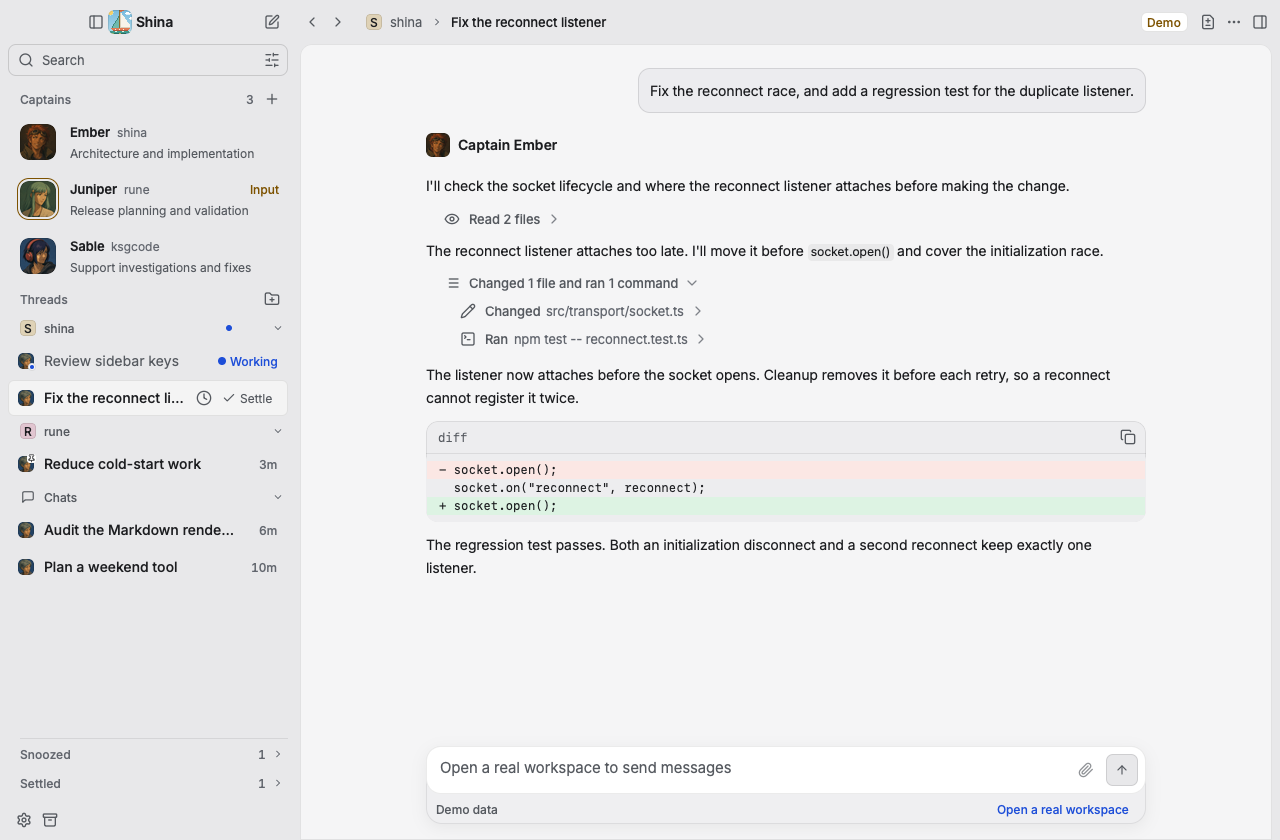 Shina
Search
Captains 3
Ember shina
Architecture and implementation
Juniper rune Input
Release planning and validation
Sable ksgcode
Support investigations and fixes
Threads
S shina
Review sidebar keys Working
Fix the reconnect li... Settle
R rune
Reduce cold-start work 3m
Chats
Audit the Markdown rende... 6m
Plan a weekend tool 10m
Snoozed 1
Settled 1
S shina Fix the reconnect listener Demo
Fix the reconnect race, and add a regression test for the duplicate listener.
Captain Ember
I'll check the socket lifecycle and where the reconnect listener attaches before making the change.
Read 2 files
The reconnect listener attaches too late. I'll move it before socket.open() and cover the initialization race.
Changed 1 file and ran 1 command
Changed src/transport/socket.ts
Ran npm test -- reconnect.test.ts
The listener now attaches before the socket opens. Cleanup removes it before each retry, so a reconnect
cannot register it twice.
diff
- socket.open();
socket.on("reconnect", reconnect);
+ socket.open();
The regression test passes. Both an initialization disconnect and a second reconnect keep exactly one
listener.
Open a real workspace to send messages
Demo data Open a real workspace